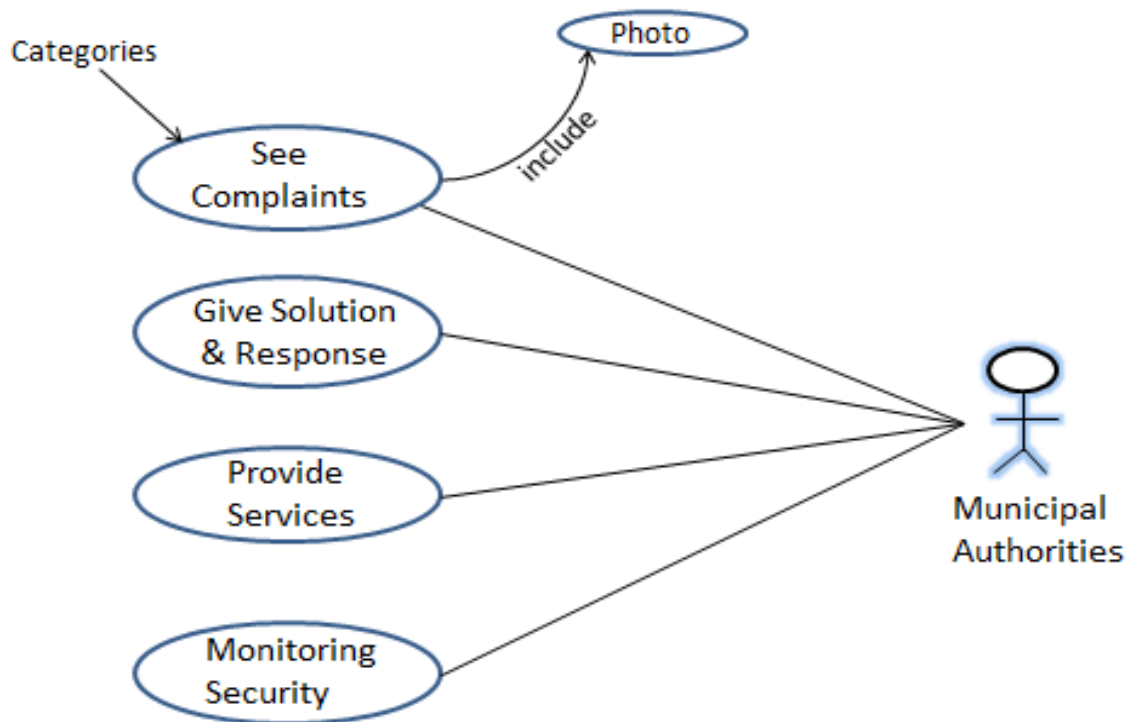 Photo
Categories
See
Complaints
include
Give Solution
& Response
Provide
Services
Municipal
Authorities
Monitoring
Security